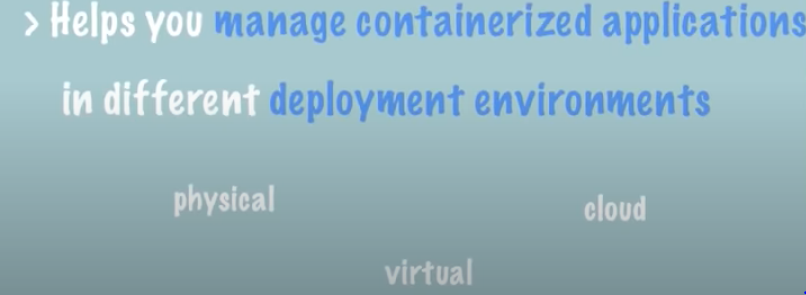 > Helps you manage containerized applications
in different deployment environments
physical
cloud
virtual